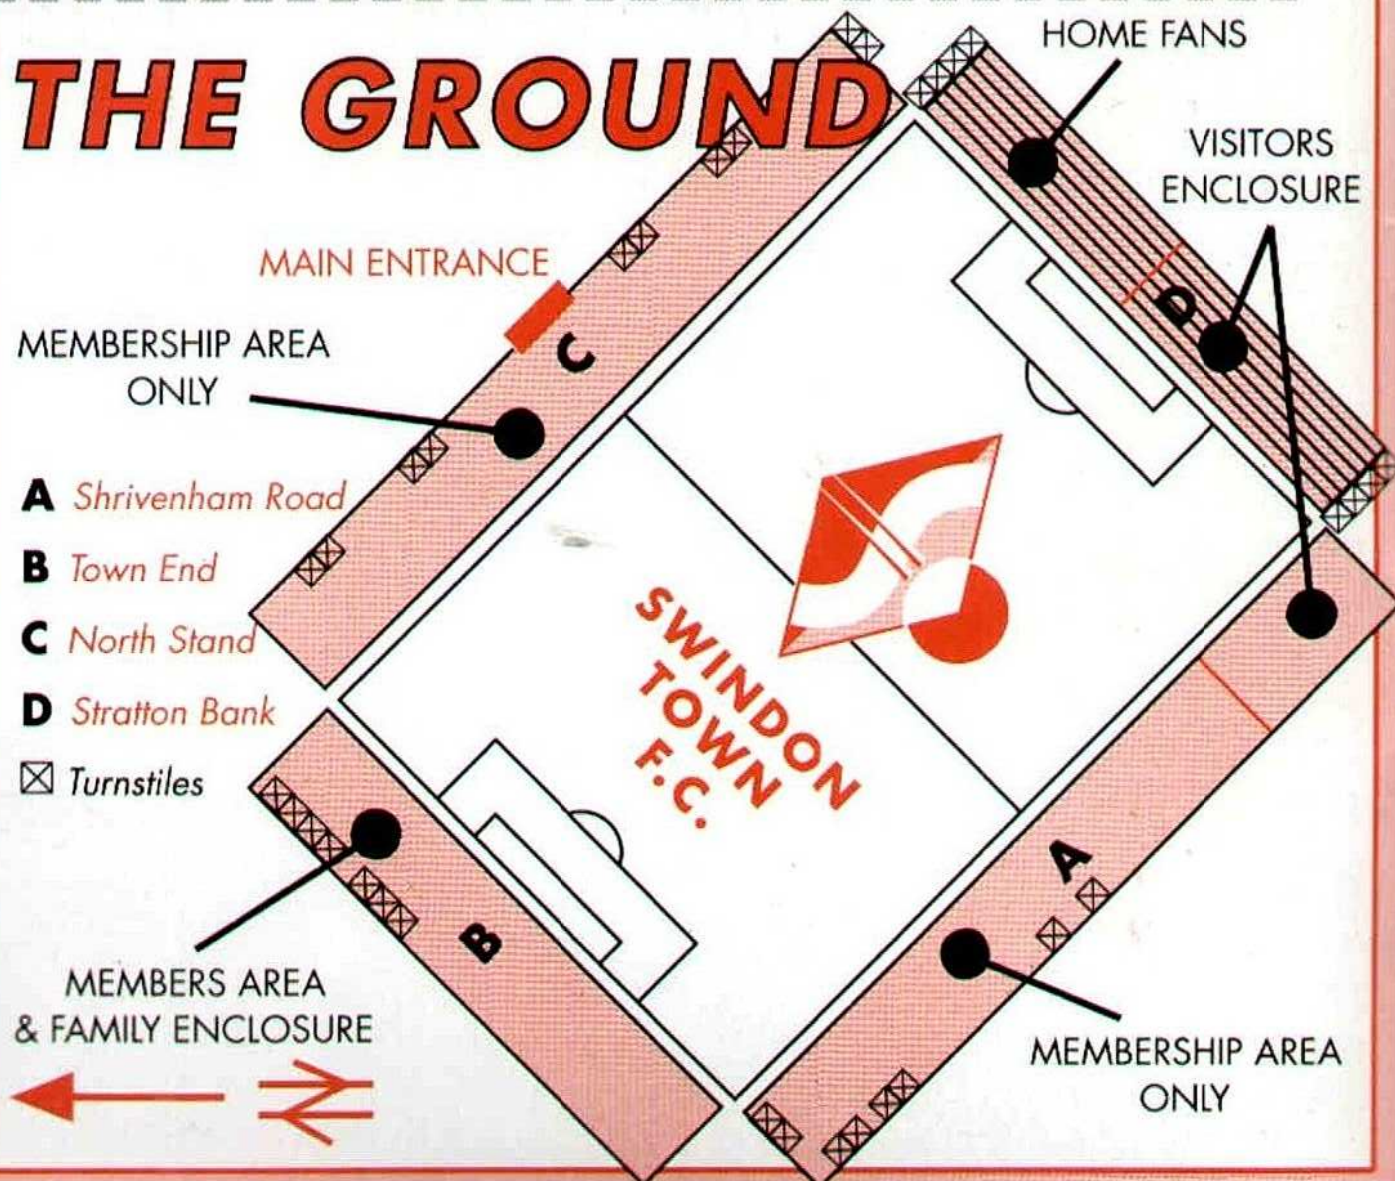 THE GROUND
HOME FANS
VISITORS
ENCLOSURE
MAIN ENTRANCE
MEMBERSHIP AREA
ONLY
A Shrivenham Road
B Town End
C North Stand
D Stratton Bank
Turnstiles
C
D
SWINDON
TOWN
F.C.
A
B
MEMBERS AREA
& FAMILY ENCLOSURE
MEMBERSHIP AREA
ONLY